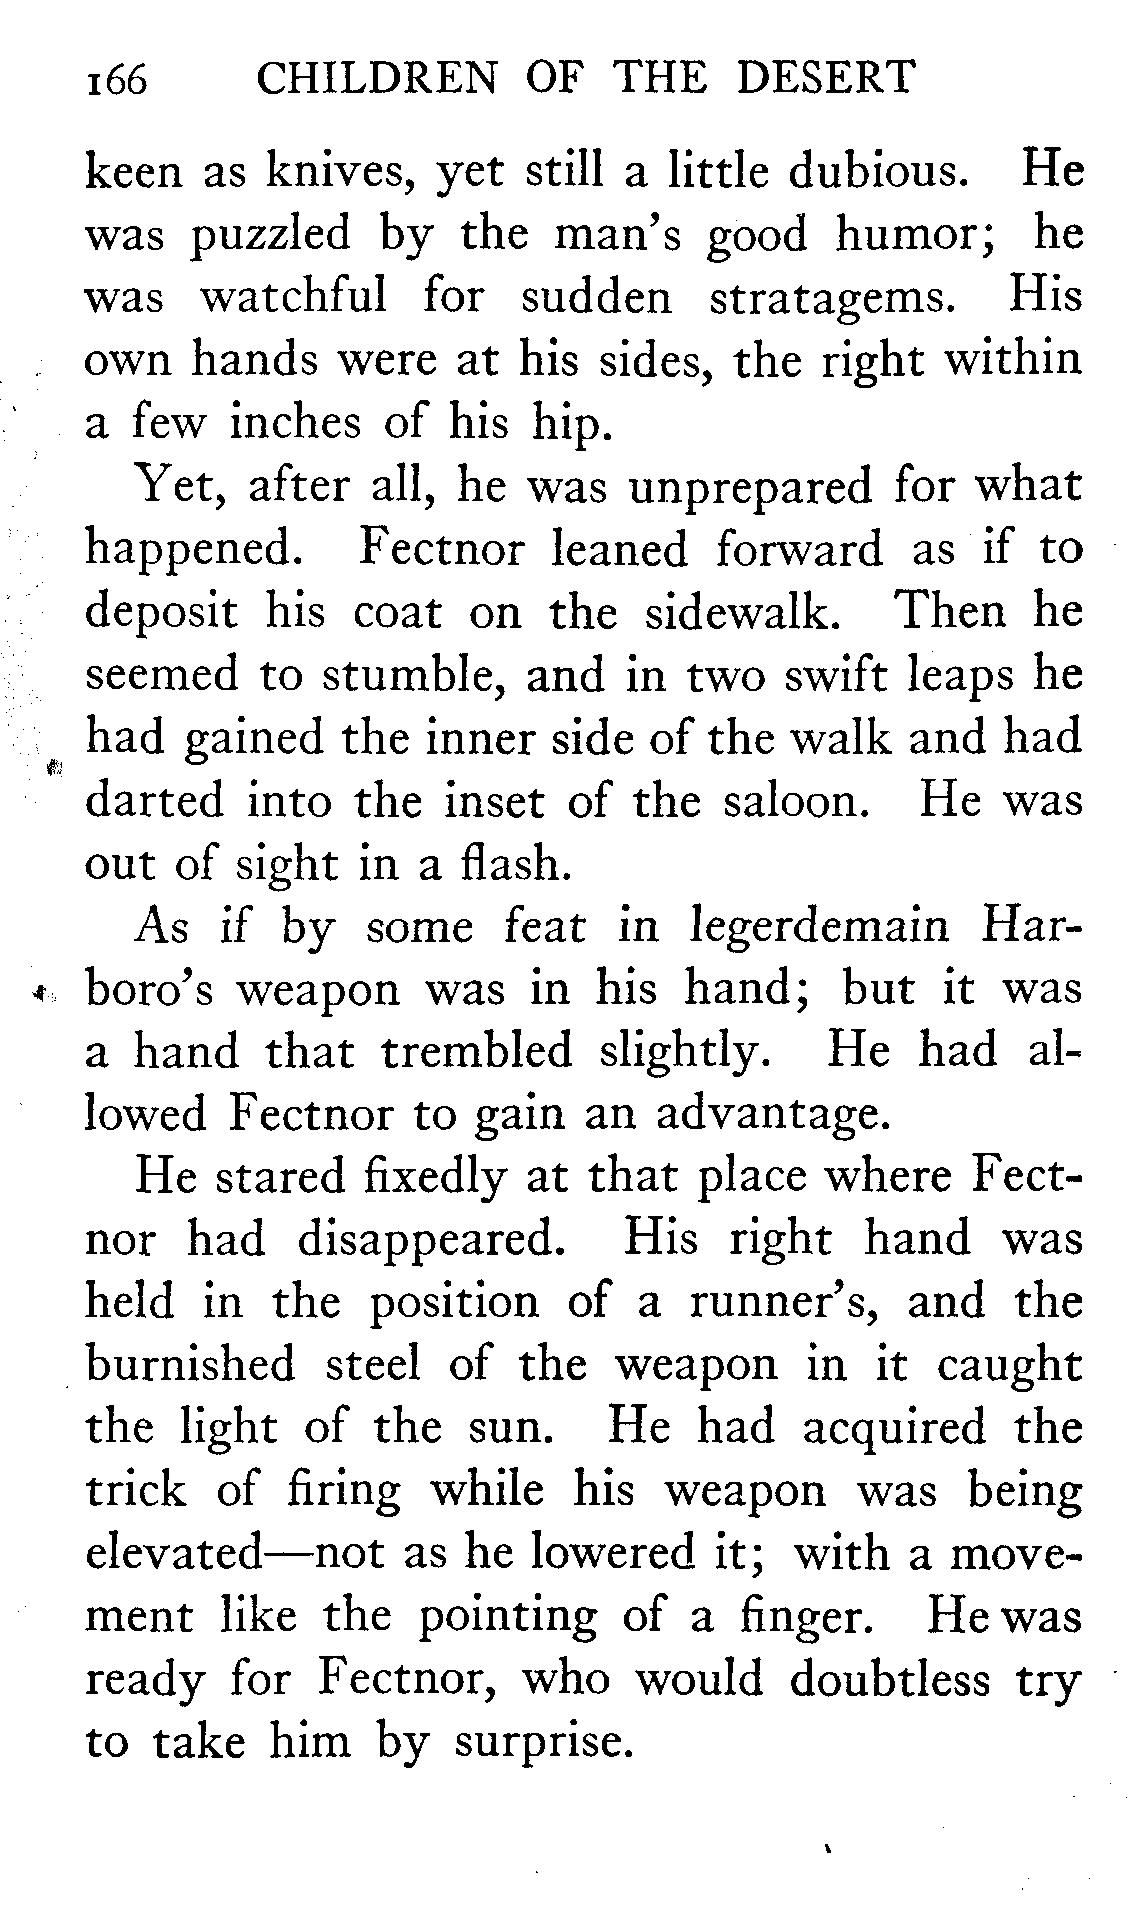 166 CHILDREN OF THE DESERT
keen as knives, yet still a little dubious. He
was puzzled by the man's good humor; he
was watchful for sudden stratagems. His
own hands were at his sides, the right within
a few inches of his hip.
Yet, after all, he was unprepared for what
happened. Fectnor leaned forward as if to
deposit his coat on the sidewalk. Then he
seemed to stumble, and in two swift leaps he
had gained the inner side of the walk and had
darted into the inset of the saloon. He was
out of sight in a flash.
As if by some feat in legerdemain Har-
boro's weapon was in his hand; but it was
a hand that trembled slightly. He had al-
lowed Fectnor to gain an advantage.
He stared fixedly at that place where Fect-
nor had disappeared. His right hand was
held in the position of a runner's, and the
burnished steel of the weapon in it caught
the light of the sun. He had acquired the
trick of firing while his weapon was being
elevated—not as he lowered it; with a move-
ment like the pointing of a finger. He was
ready for Fectnor, who would doubtless try
to take him by surprise.